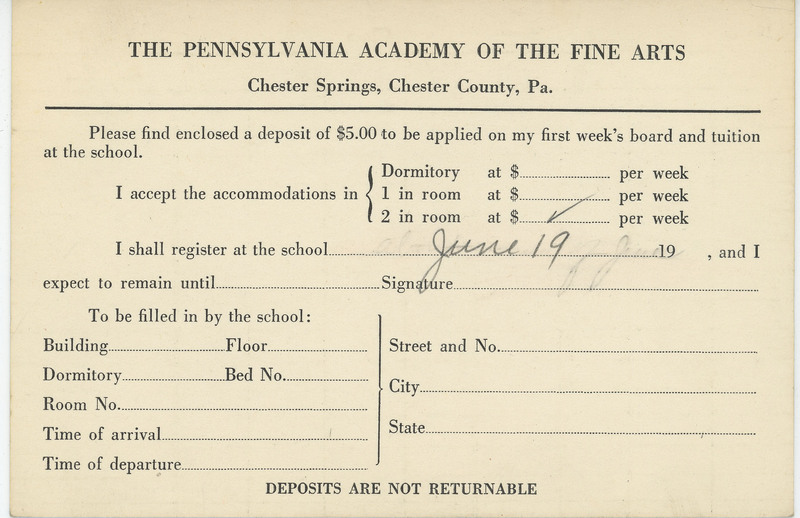 THE PENNSYLVANIA ACADEMY OF THE FINE ARTS
Chester Springs, Chester County, Pa.
Please find enclosed a deposit of $5.00 to be applied on my first week's board and tuition
at the school.
I accept the accommodations in
Dormitory at $ per week
1 in room at $ per week
2 in room at $ ✓ per week
I shall register at the school June 19 19 , and I
expect to remain until Signature
To be filled in by the school:
Building Floor
Dormitory Bed No.
Room No.
Time of arrival
Time of departure
Street and No.
City
State
DEPOSITS ARE NOT RETURNABLE